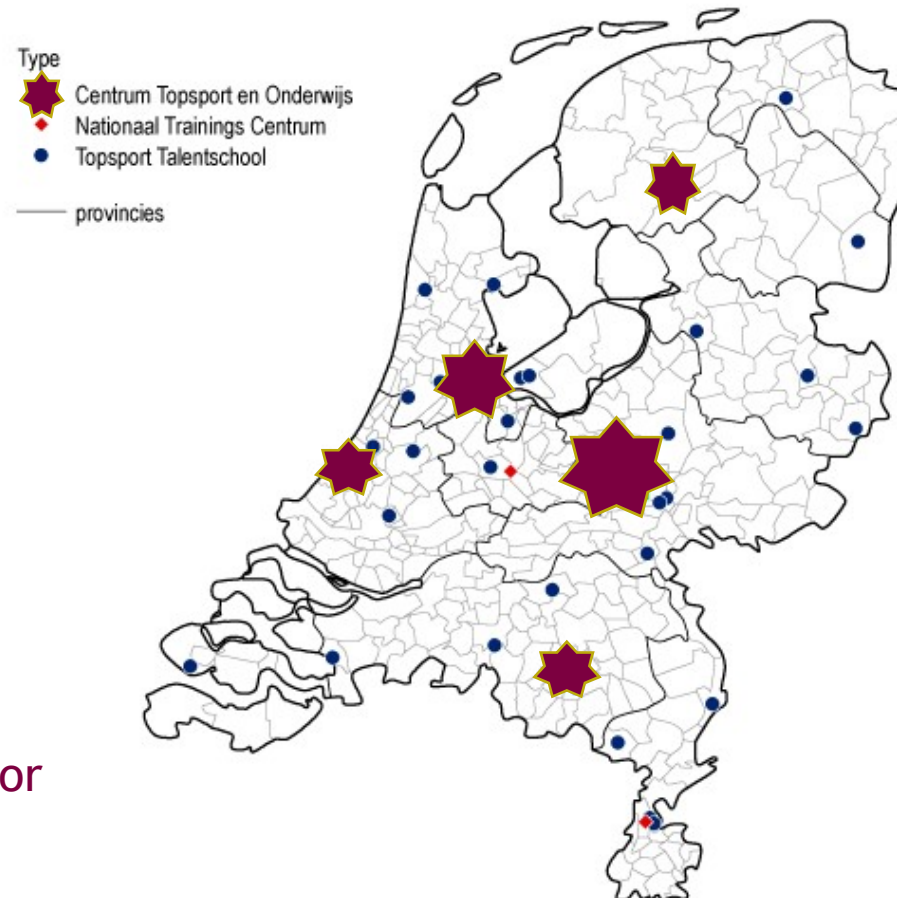 Type
Centrum Topsport en Onderwijs
Nationaal Trainings Centrum
Topsport Talentschool
provincies
or